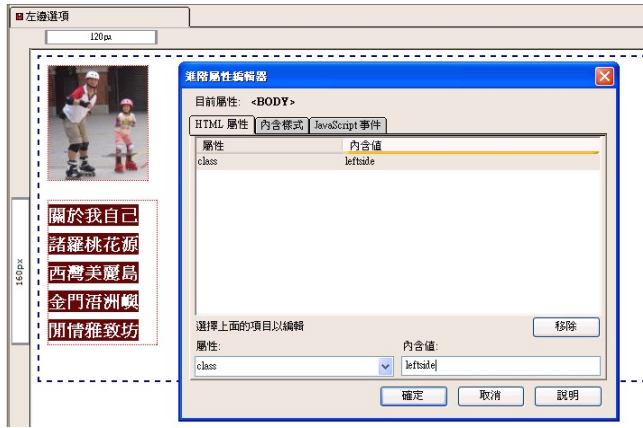 左邊選項
120px
160px
關於我自己
諸羅桃花源
西灣美麗島
金門浯洲嶼
閒情雅致坊
進階屬性編輯器
目前屬性: <BODY>
HTML 屬性 內含樣式 JavaScript 事件
屬性 內含值
class leftside
選擇上面的項目以編輯 移除
屬性: 內含值:
class leftside
確定 取消 說明